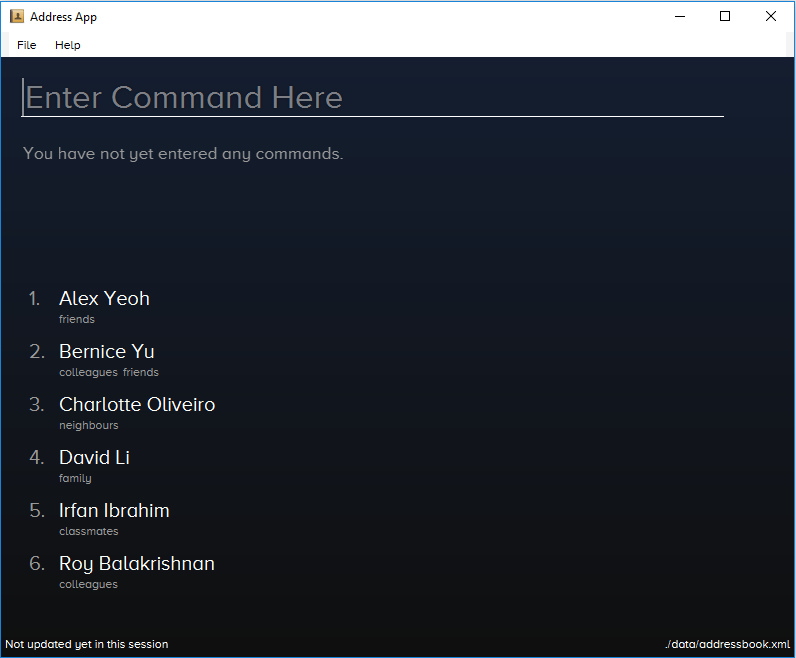 Address App
File Help
Enter Command Here
You have not yet entered any commands.
1. Alex Yeoh
friends
2. Bernice Yu
colleagues friends
3. Charlotte Oliveiro
neighbours
4. David Li
family
5. Irfan Ibrahim
classmates
6. Roy Balakrishnan
colleagues
Not updated yet in this session ./data/addressbook.xml